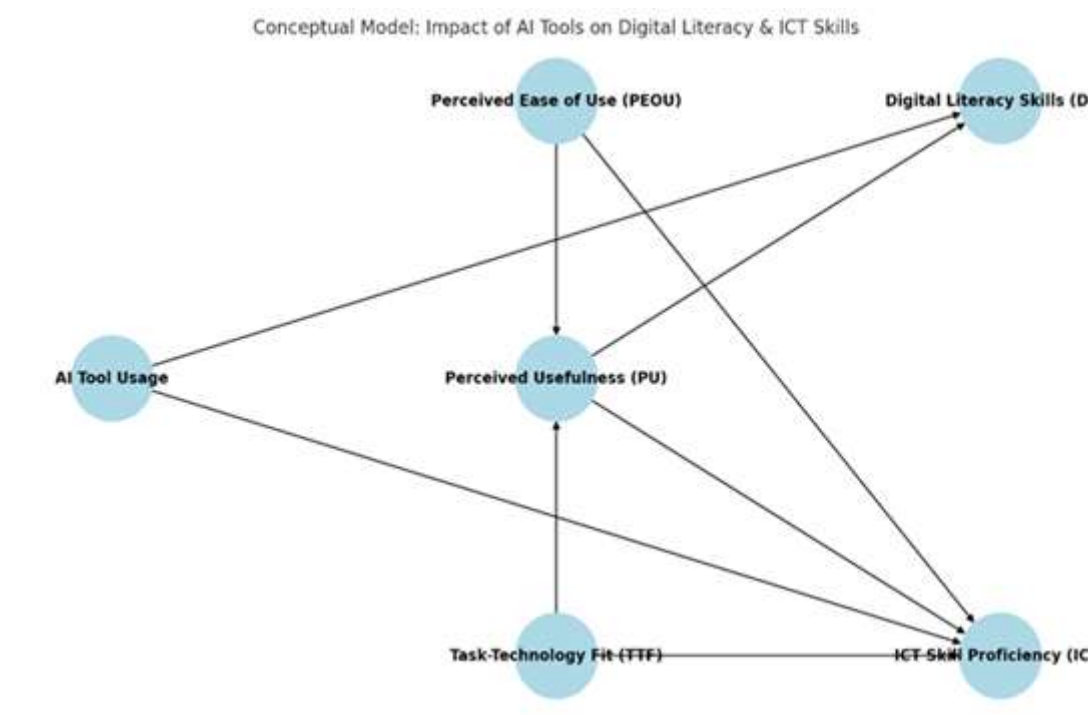 Conceptual Model: Impact of AI Tools on Digital Literacy & ICT Skills
Perceived Ease of Use (PEOU)
Digital Literacy Skills (D
AI Tool Usage
Perceived Usefulness (PU)
Task-Technology Fit (TTF)
ICT Skill Proficiency (IC